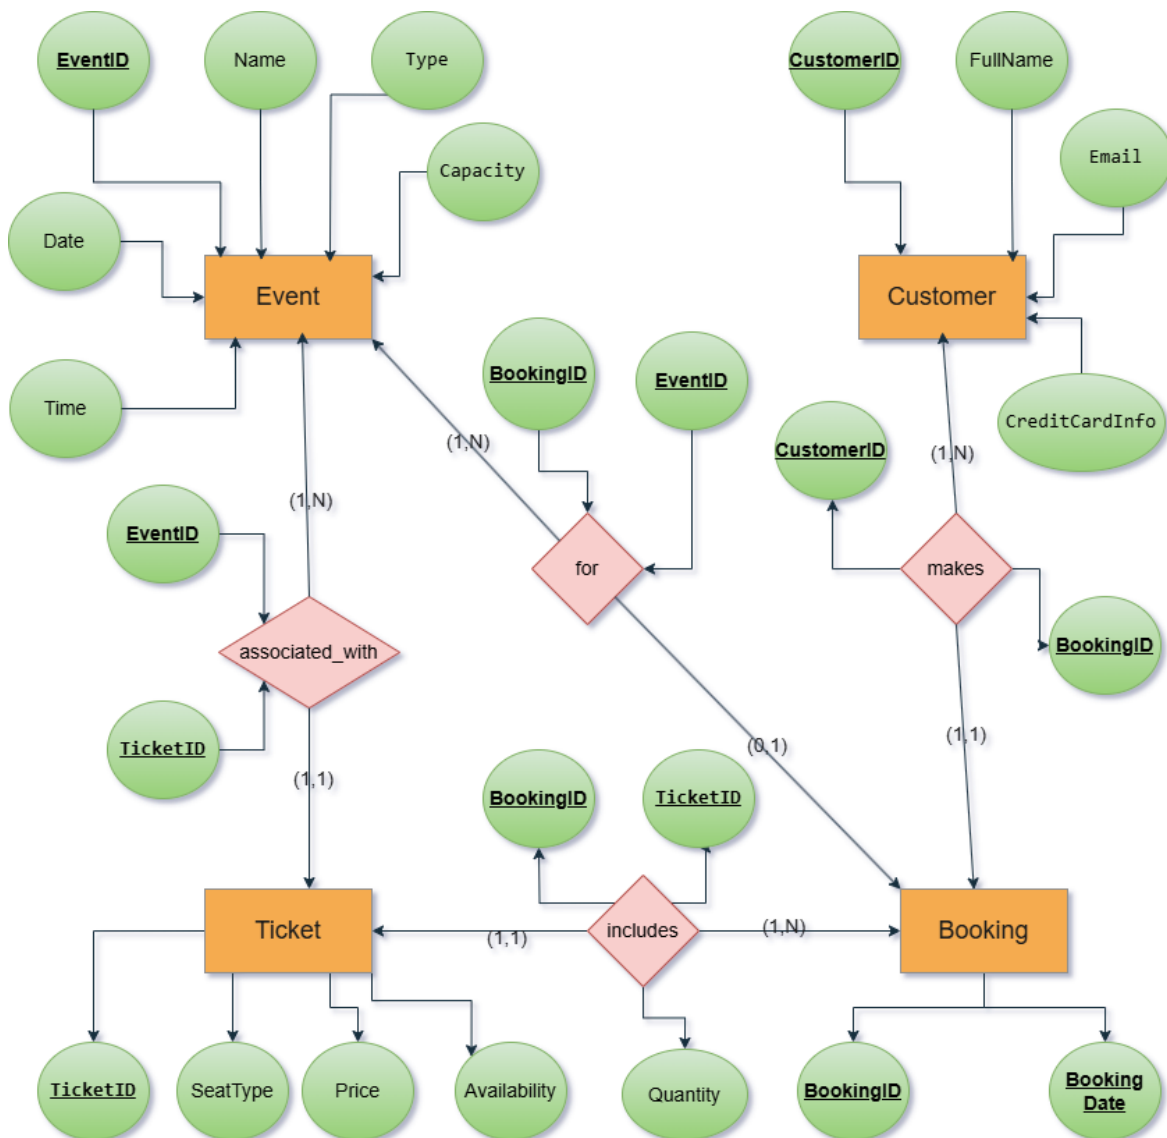 EventID
Name
Type
CustomerID
FullName
Email
Capacity
Date
Event
Customer
BookingID
EventID
Time
CreditCardInfo
(1,N)
(1,N)
CustomerID
(1,N)
EventID
for
makes
associated_with
BookingID
TicketID
(1,1)
(0,1)
(1,1)
BookingID
TicketID
Ticket
(1,1)
includes
(1,N)
Booking
TicketID
SeatType
Price
Availability
Quantity
BookingID
Booking
Date